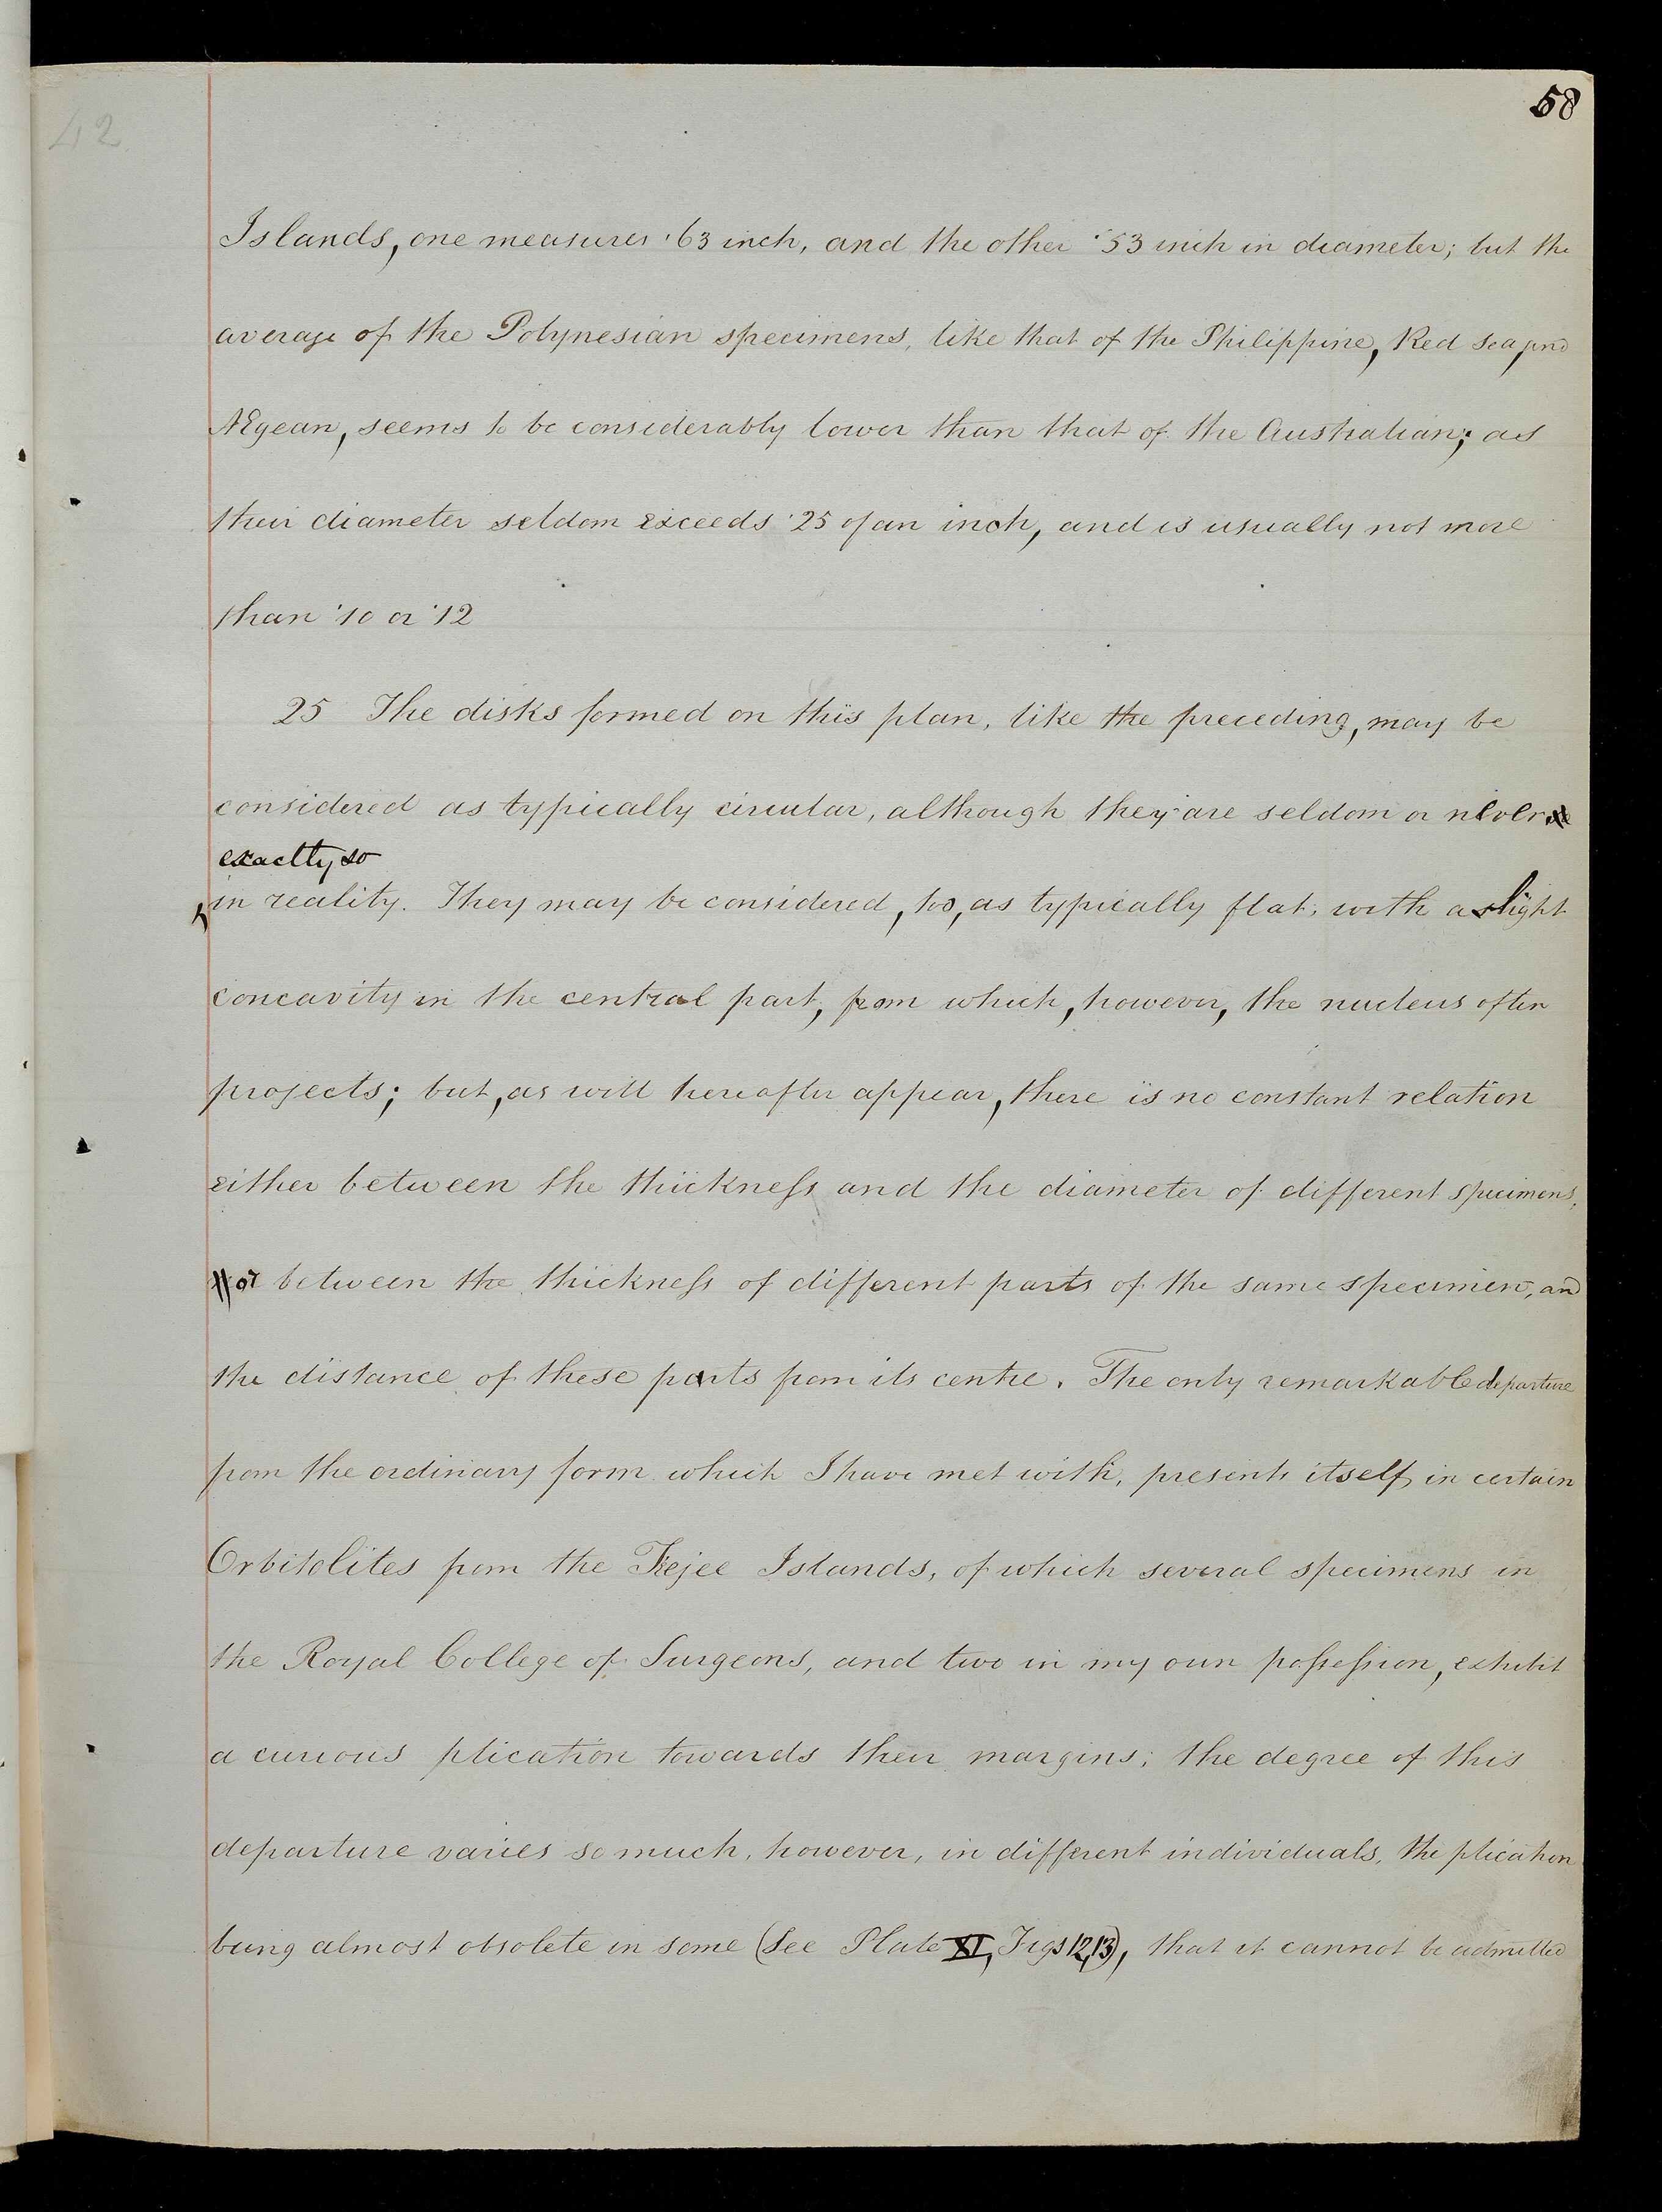 58
42
Islands, one measures ·63 inch, and the other ·53 inch in diameter; but the
average of the Polynesian specimens, like that of the Philippine, Red Sea, and
Ægean, seems to be considerably lower than that of the Australian; as
their diameter seldom exceeds ·25 of an inch, and is usually not more
than ·10 or ·12
25 The disks formed on this plan, like the preceding, may be
considered as typically circular, although they are seldom or never
exactly so
in reality. They may be considered, too, as typically flat, with a slight
concavity in the central part, from which, however, the nucleus often
projects; but, as will hereafter appear, there is no constant relation
either between the thickneſs and the diameter of different specimens,
or between the thickneſs of different parts of the same specimen, and
the distance of these parts from its centre. The only remarkable departure
from the ordinary form which I have met with, presents itself in certain
Orbitolites from the Fejee Islands, of which several specimens in
the Royal College of Surgeons, and two in my own poſseſsion, exhibit
a curious plication towards their margins; the degree of this
departure varies so much, however, in different individuals, the plication
being almost obsolete in some (See Plate XI, Figs 12, 13), that it cannot be admitted